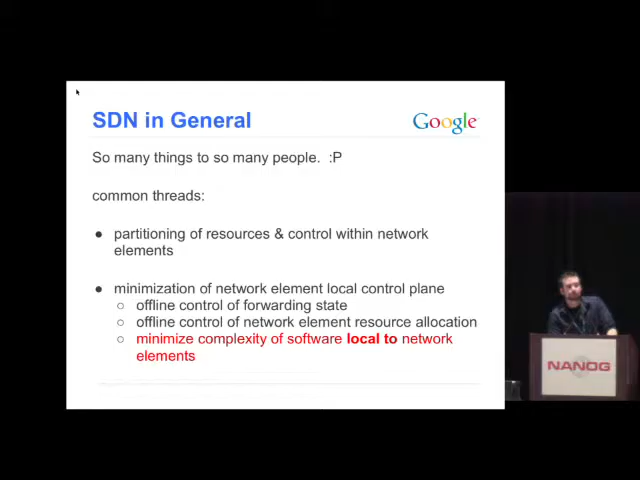 SDN in General
Google
So many things to so many people.  :P
common threads:
● partitioning of resources & control within network
elements
● minimization of network element local control plane
○ offline control of forwarding state
○ offline control of network element resource allocation
○ minimize complexity of software local to network
elements
NANOG